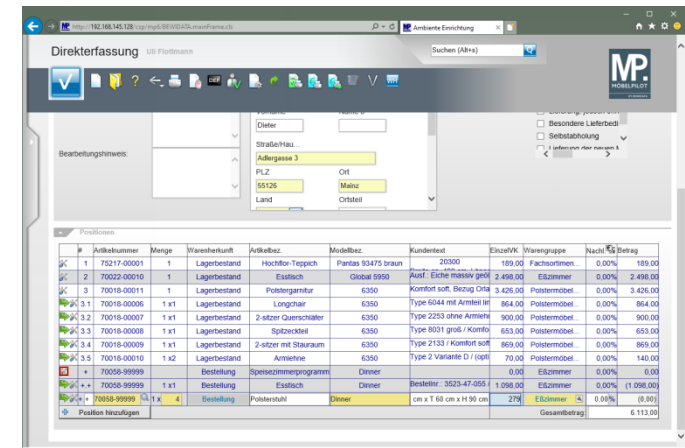 http://192.168.145.128/csp/mp6/BEWIDATA.mainFrame.cls
Ambiente Einrichtung
Direkterfassung Uli Flottmann
Suchen (Alt+s)
MP.
MÖBELPILOT
Dieter
Besondere Lieferbedi
Selbstabholung
Straße/Hau...
Bearbeitungshinweis:
Adlergasse 3
PLZ Ort
55126 Mainz
Land Ortsteil
Positionen
# Artikelnummer Menge Warenherkunft Artikelbez. Modellbez. Kundentext EinzelVK Warengruppe Nachl Betrag
1 75217-00001 1 Lagerbestand Hochflor-Teppich Pantas 93475 braun 20300 189,00 Fachsortimen... 0,00% 189,00
2 70022-00010 1 Lagerbestand Esstisch Global 5950 Ausf. Eiche massiv geöl 2.498,00 Eßzimmer 0,00% 2.498,00
3 70018-00011 1 Lagerbestand Polstergarnitur 6350 Komfort soft, Bezug Orla 3.426,00 Polstermöbel... 0,00% 3.426,00
3.1 70018-00006 1 x1 Lagerbestand Longchair 6350 Type 6044 mit Armteil lin 864,00 Polstermöbel... 0,00% 864,00
3.2 70018-00007 1 x1 Lagerbestand 2-sitzer Querschläfer 6350 Type 2253 ohne Armlehn 900,00 Polstermöbel... 0,00% 900,00
3.3 70018-00008 1 x1 Lagerbestand Spitzeckteil 6350 Type 8031 groß / Komfo 653,00 Polstermöbel... 0,00% 653,00
3.4 70018-00009 1 x1 Lagerbestand 2-sitzer mit Stauraum 6350 Type 2133 / Komfort soft 869,00 Polstermöbel... 0,00% 869,00
3.5 70018-00010 1 x2 Lagerbestand Armlehne 6350 Type 2 Variante D / (opti 70,00 Polstermöbel... 0,00% 140,00
+ 70058-99999 Bestellung Speisezimmerprogramm Dinner 0,00 Eßzimmer 0,00% 0,00
+.+ 70058-99999 1 x1 Bestellung Esstisch Dinner Bestellnr.: 3523-47-055 / 1.098,00 Eßzimmer 0,00% (1.098,00)
+.+ 70058-99999 1 x 4 Bestellung Polsterstuhl Dinner cm x T 60 cm x H 90 cm 279 Eßzimmer 0,00% (0,00)
Position hinzufügen Gesamtbetrag 6.113,00